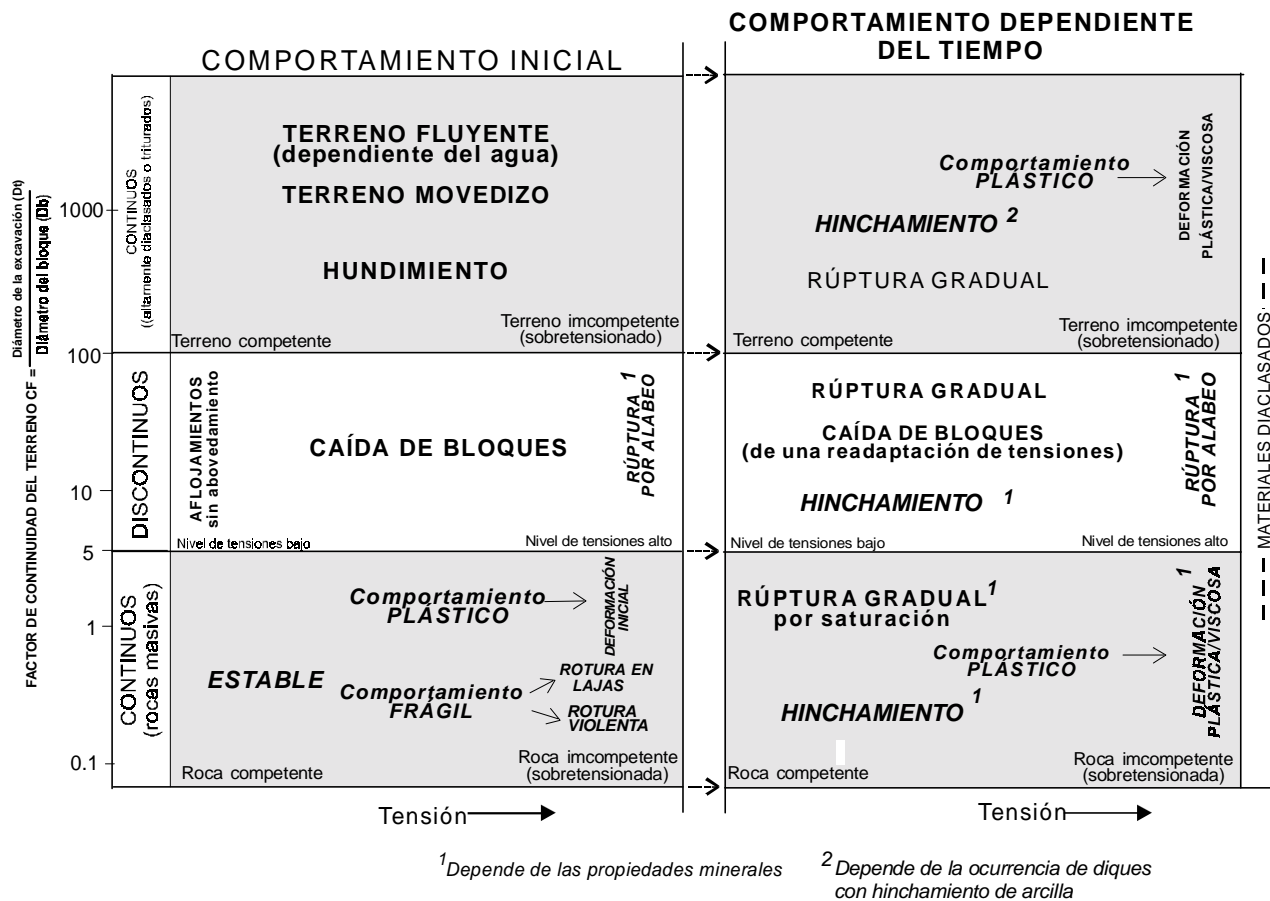 COMPORTAMIENTO INICIAL
COMPORTAMIENTO DEPENDIENTE
DEL TIEMPO
FACTOR DE CONTINUIDAD DEL TERRENO CF =
Diámetro de la excavación (Dt)
Diámetro del bloque (Db)
1000
100
10
5
1
0.1
CONTINUOS
((altamente diaclasados o triturados)
TERRENO FLUYENTE
(dependiente del agua)
TERRENO MOVEDIZO
HUNDIMIENTO
Terreno competente
Terreno imcompetente
(sobretensionado)
Comportamiento
PLÁSTICO
DEFORMACIÓN
PLÁSTICA/VISCOSA
HINCHAMIENTO 2
RÚPTURA GRADUAL
Terreno competente
Terreno imcompetente
(sobretensionado)
DISCONTINUOS
AFLOJAMIENTOS
sin abovedamiento
CAÍDA DE BLOQUES
RÚPTURA 1
POR ALABEO
Nivel de tensiones bajo
Nivel de tensiones alto
RÚPTURA GRADUAL
CAÍDA DE BLOQUES
(de una readaptación de tensiones)
HINCHAMIENTO 1
RÚPTURA 1
POR ALABEO
Nivel de tensiones bajo
Nivel de tensiones alto
CONTINUOS
(rocas masivas)
Comportamiento
PLÁSTICO
DEFORMACIÓN
INICIAL
ESTABLE
Comportamiento
FRÁGIL
ROTURA EN
LAJAS
ROTURA
VIOLENTA
Roca competente
Roca imcompetente
(sobretensionada)
RÚPTURA GRADUAL 1
por saturación
Comportamiento
PLÁSTICO
DEFORMACIÓN 1
PLÁSTICA/VISCOSA
HINCHAMIENTO 1
Roca competente
Roca imcompetente
(sobretensionada)
MATERIALES DIACLASADOS
Tensión
Tensión
1 Depende de las propiedades minerales
2 Depende de la ocurrencia de diques
con hinchamiento de arcilla